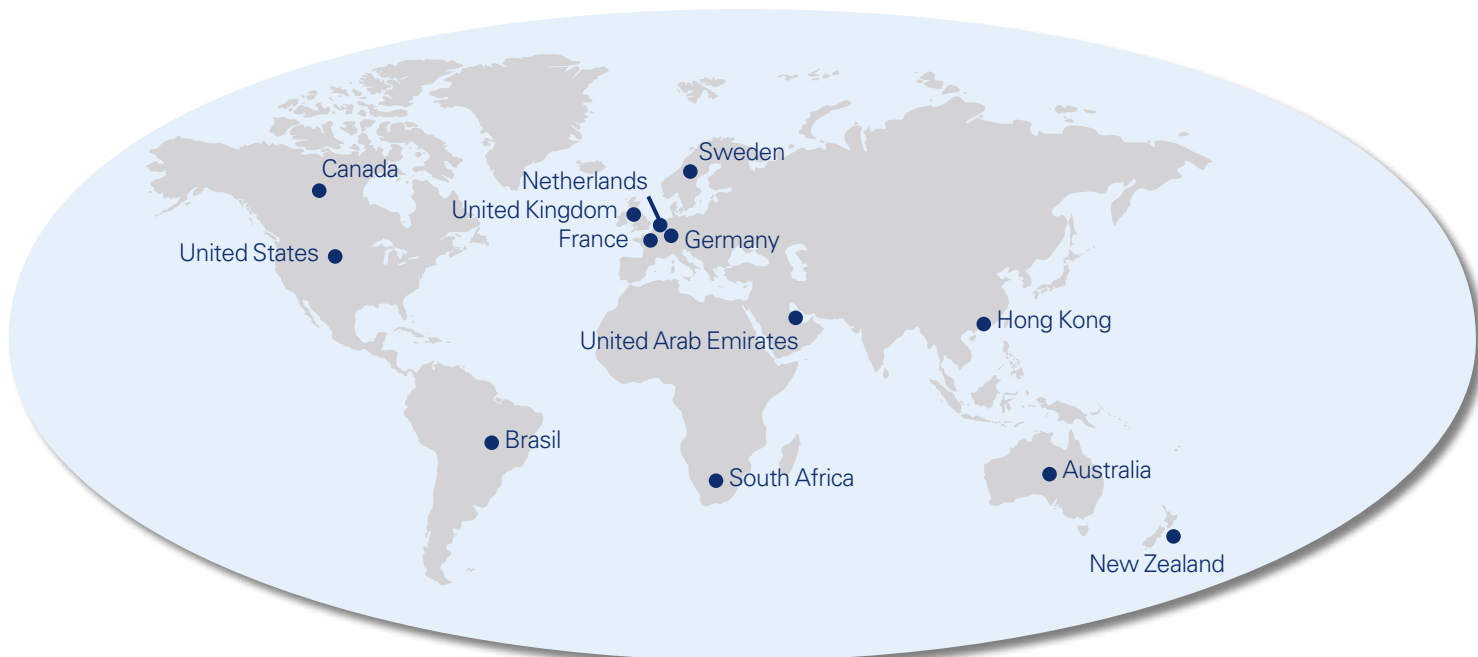 Sweden
Canada
Netherlands
United Kingdom
France
Germany
United States
Hong Kong
United Arab Emirates
Brasil
Australia
South Africa
New Zealand